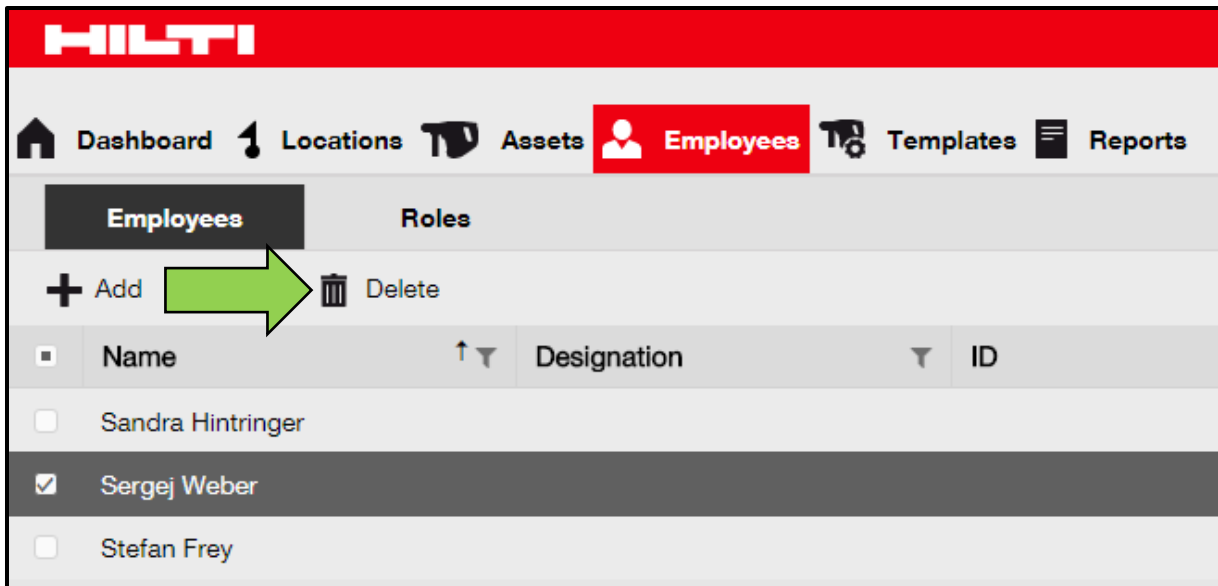 HILTI
Dashboard Locations Assets Employees Templates Reports
Employees Roles
Add Delete
Name Designation ID
Sandra Hintringer
Sergej Weber
Stefan Frey